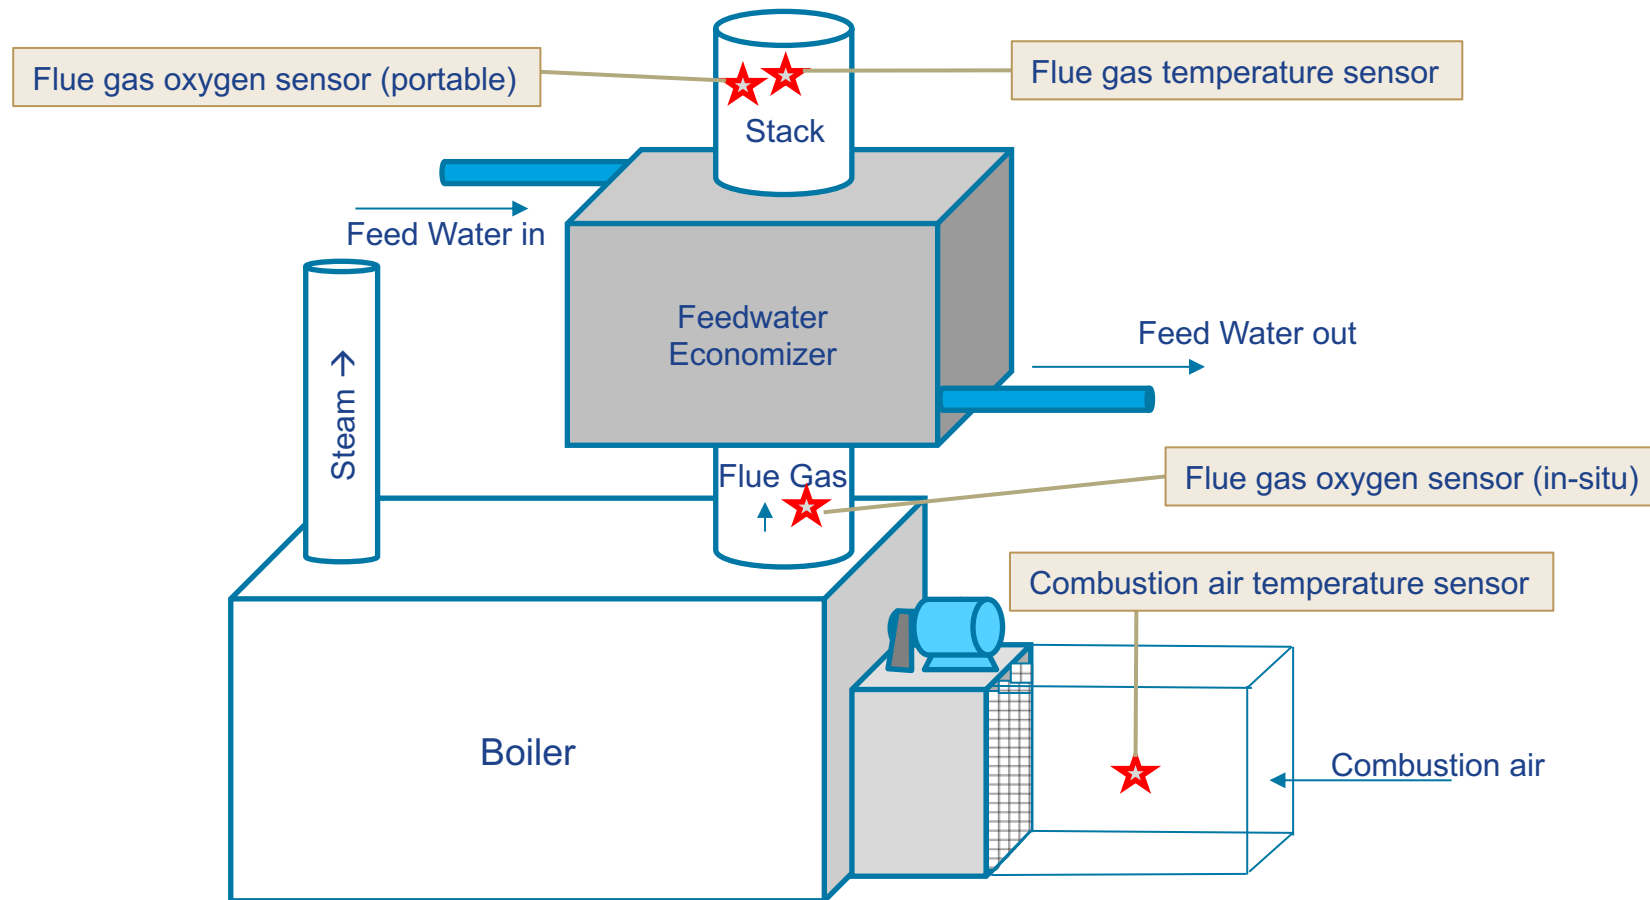 Flue gas oxygen sensor (portable)
Flue gas temperature sensor
Stack
Feed Water in
Feedwater
Economizer
Feed Water out
Steam →
Flue Gas
Flue gas oxygen sensor (in-situ)
Combustion air temperature sensor
Boiler
Combustion air